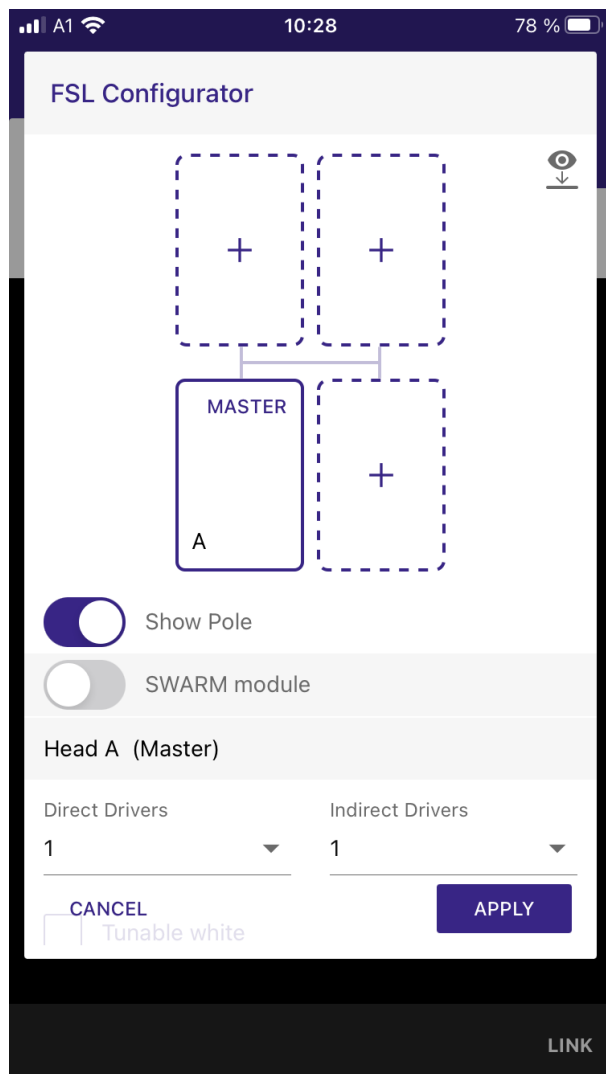 A1 10:28 78 %
FSL Configurator
+ +
MASTER
+
A
Show Pole
SWARM module
Head A (Master)
Direct Drivers Indirect Drivers
1 1
CANCEL APPLY
Tunable white
LINK